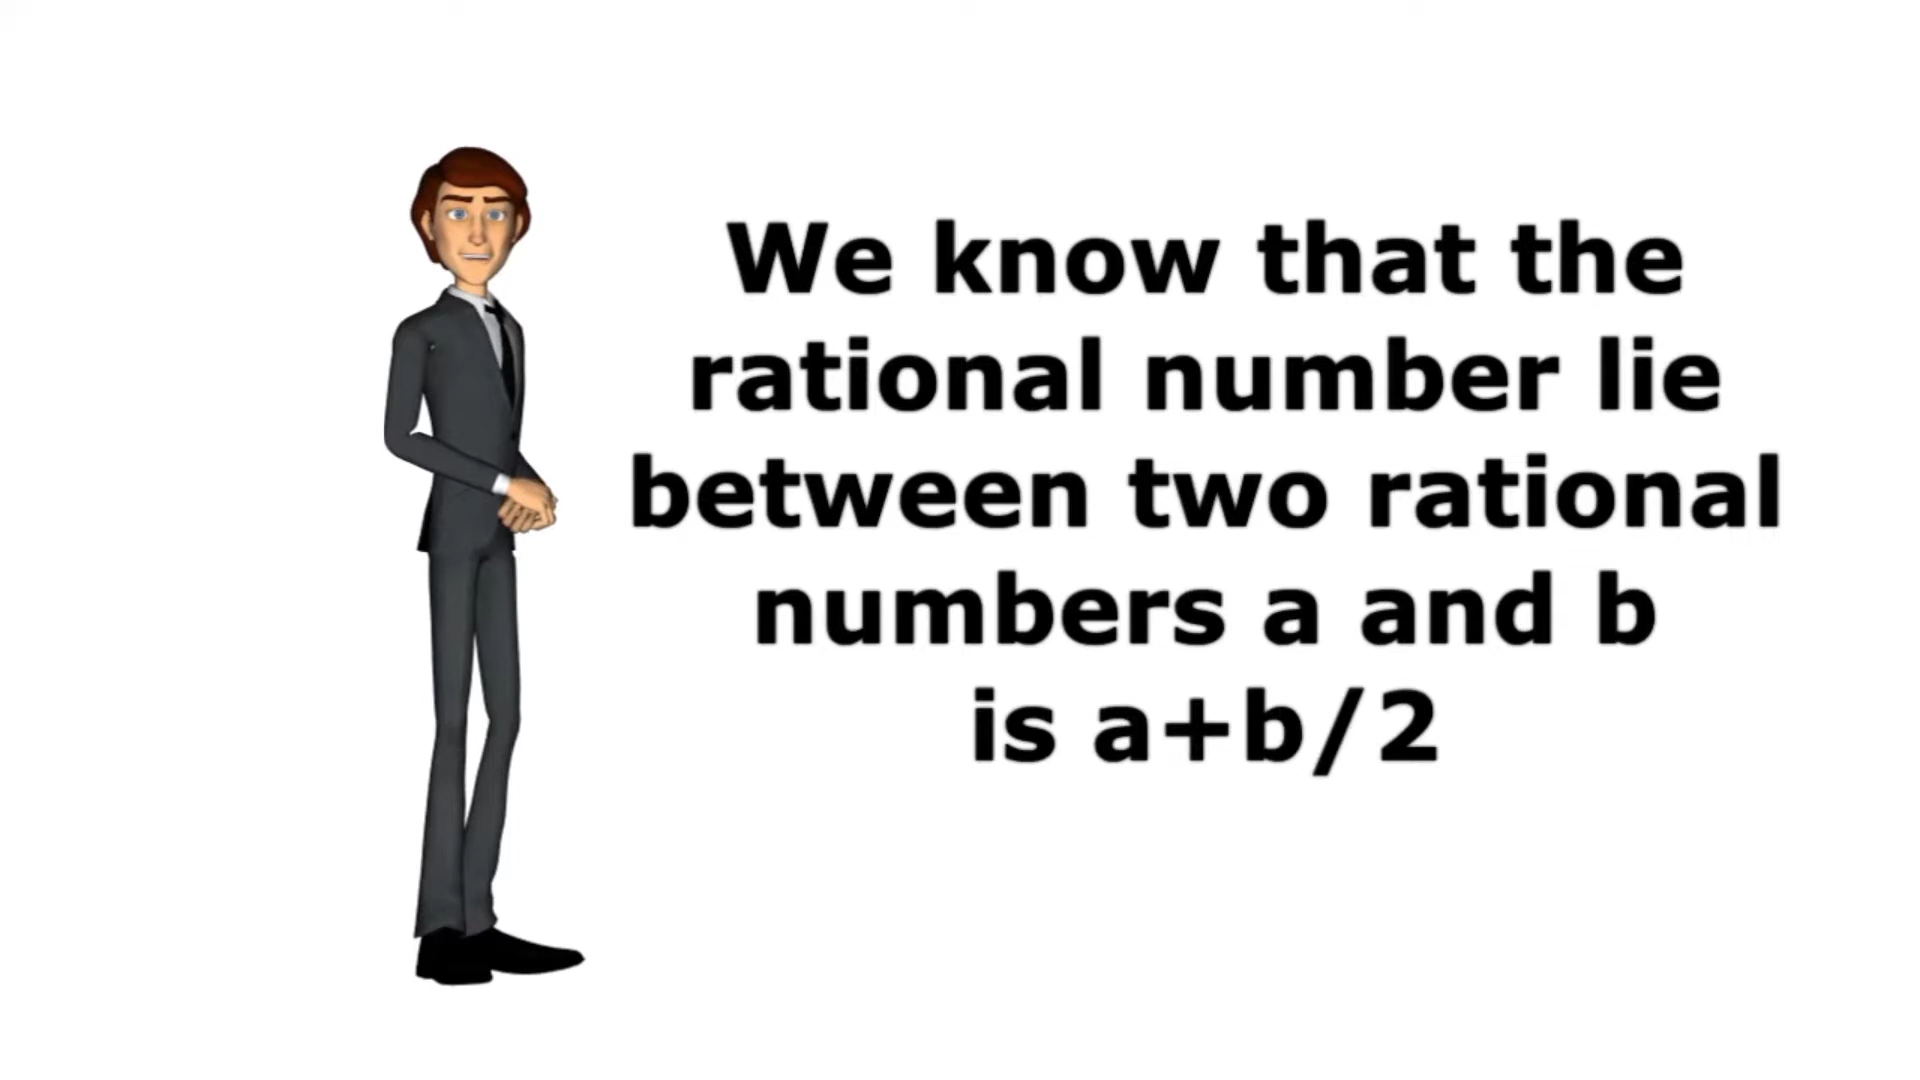 We know that the
rational number lie
between two rational
numbers a and b
is a+b/2